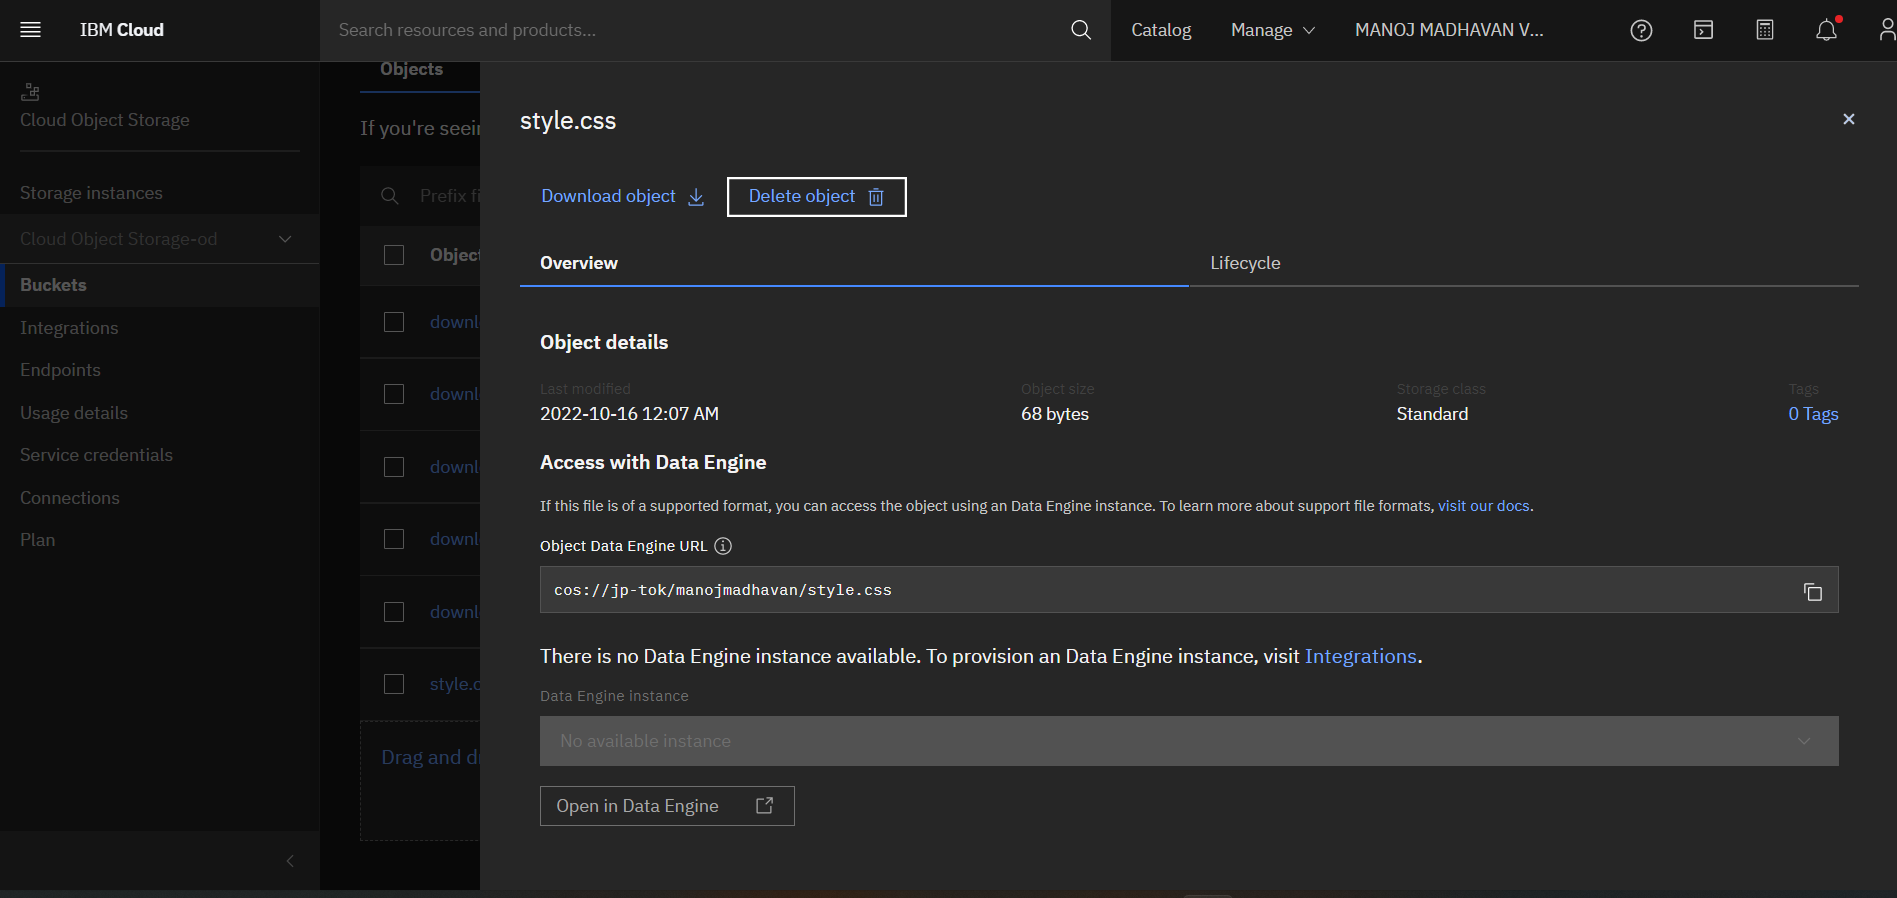 IBM Cloud
Search resources and products...
Catalog
Manage
MANOJ MADHAVAN V...
Cloud Object Storage
Storage instances
Cloud Object Storage-od
Buckets
Integrations
Endpoints
Usage details
Service credentials
Connections
Plan
Objects
If you're seein
Prefix fi
Object
downl
downl
downl
downl
downl
style.c
Drag and dr
style.css
Download object
Delete object
Overview
Lifecycle
Object details
Last modified
2022-10-16 12:07 AM
Object size
68 bytes
Storage class
Standard
Tags
0 Tags
Access with Data Engine
If this file is of a supported format, you can access the object using an Data Engine instance. To learn more about support file formats, visit our docs.
Object Data Engine URL
cos://jp-tok/manojmadhavan/style.css
There is no Data Engine instance available. To provision an Data Engine instance, visit Integrations.
Data Engine instance
No available instance
Open in Data Engine